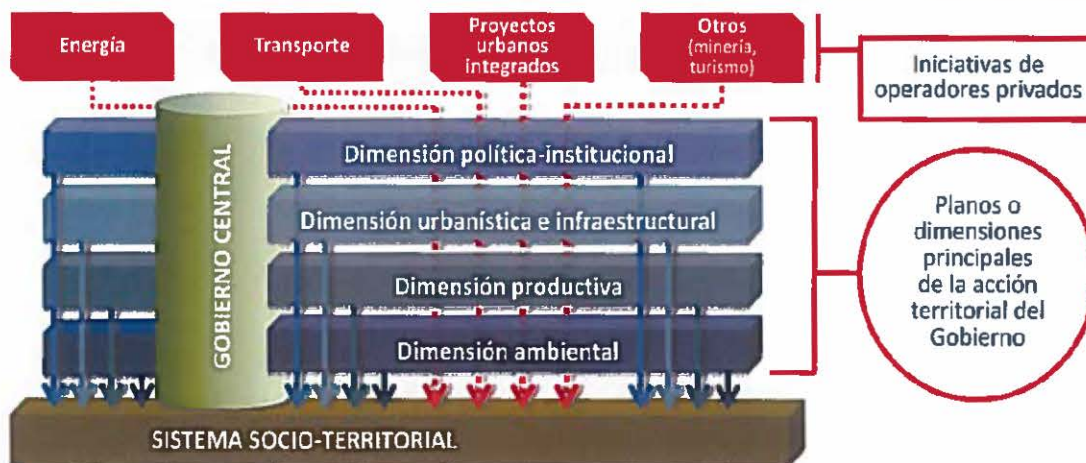 Energía
Transporte
Proyectos
urbanos
integrados
Otros
(minería,
turismo)
Iniciativas de
operadores privados
GOBIERNO CENTRAL
Dimensión política-institucional
Dimensión urbanística e infraestructural
Dimensión productiva
Dimensión ambiental
Planos o
dimensiones
principales
de la acción
territorial del
Gobierno
SISTEMA SOCIO-TERRITORIAL